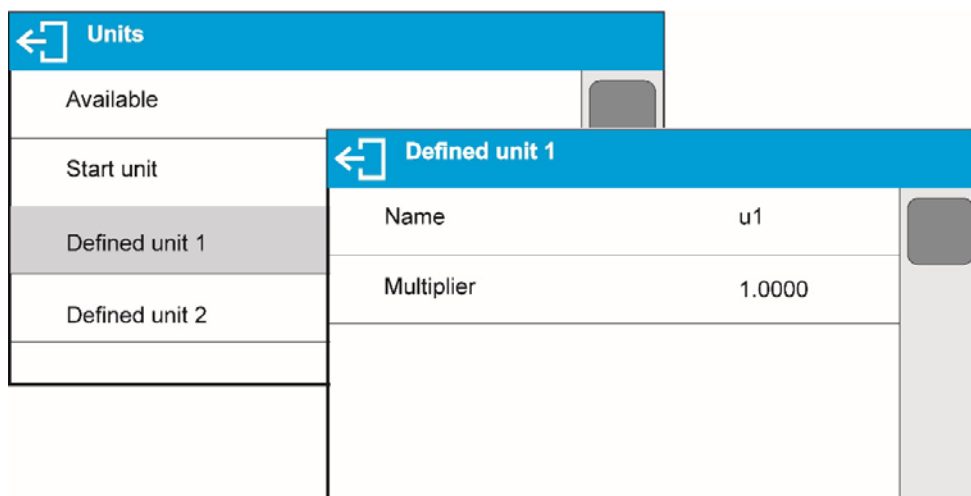 Units
Available
Start unit
Defined unit 1
Defined unit 2
Defined unit 1
Name u1
Multiplier 1.0000